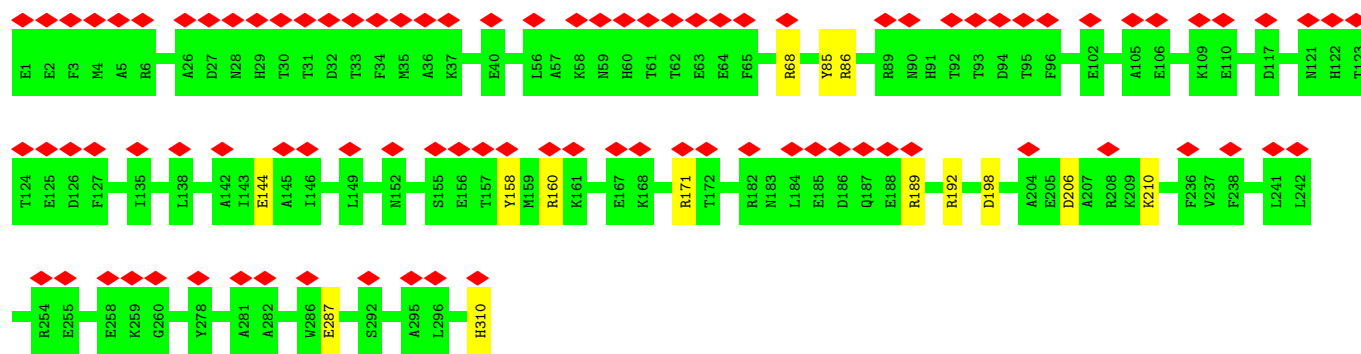 E1 E2 F3 M4 A5 R6 A26 D27 N28 H29 T30 T31 D32 T33 F34 M35 A36 K37 E40 L56 A57 K58 N59 H60 T61 T62 E63 E64 F65 R68 Y85 R86 R89 N90 H91 T92 T93 D94 T95 F96 E102 A105 E106 K109 E110 D117 N121 H122 T123
T124 E125 D126 F127 I135 L138 A142 I143 E144 A145 I146 L149 N152 S155 E156 T157 Y158 M159 R160 K161 E167 K168 R171 T172 R182 N183 L184 E185 D186 Q187 E188 R189 R192 D198 A204 E205 D206 A207 R208 K209 K210 F236 V237 F238 L241 L242
R254 E255 E258 K259 G260 Y278 A281 A282 W286 E287 S292 A295 L296 H310